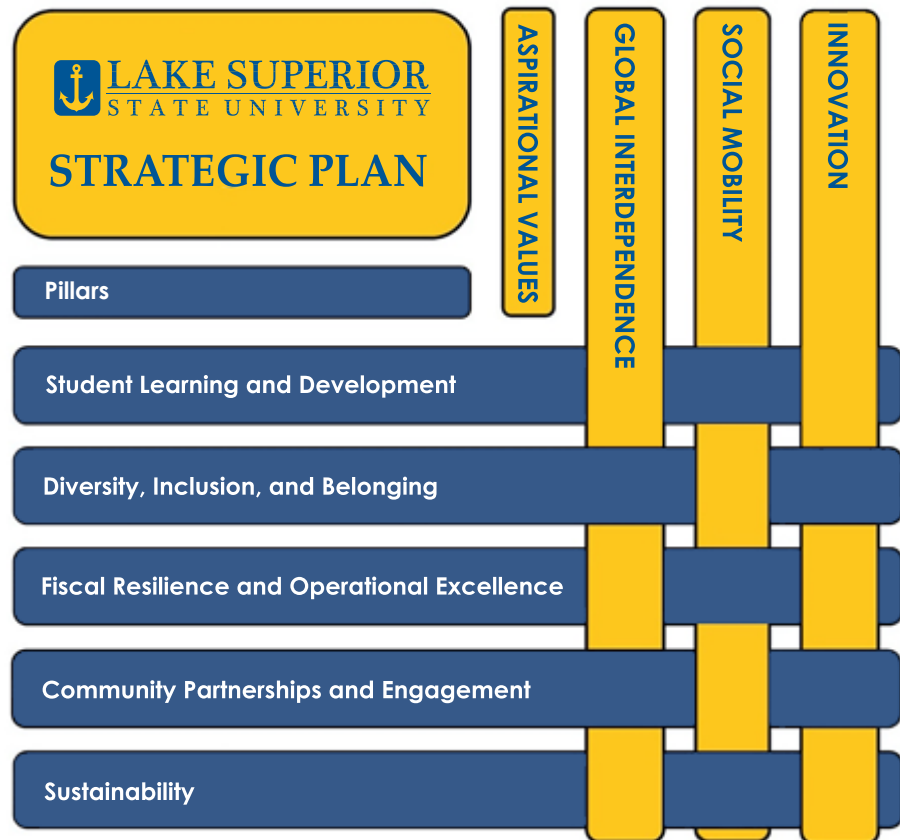 LAKE SUPERIOR
STATE UNIVERSITY
STRATEGIC PLAN
ASPIRATIONAL VALUES
GLOBAL INTERDEPENDENCE
SOCIAL MOBILITY
INNOVATION
Pillars
Student Learning and Development
Diversity, Inclusion, and Belonging
Fiscal Resilience and Operational Excellence
Community Partnerships and Engagement
Sustainability